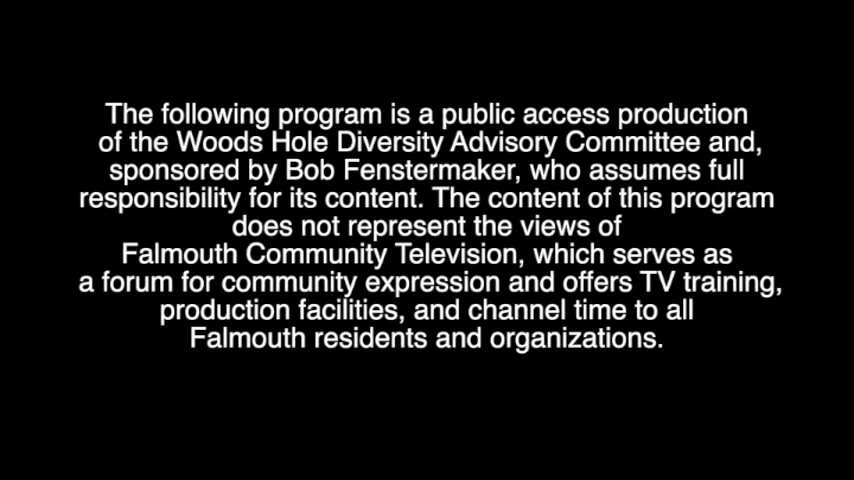 The following program is a public access production
of the Woods Hole Diversity Advisory Committee and,
sponsored by Bob Fenstermaker, who assumes full
responsibility for its content. The content of this program
does not represent the views of
Falmouth Community Television, which serves as
a forum for community expression and offers TV training,
production facilities, and channel time to all
Falmouth residents and organizations.